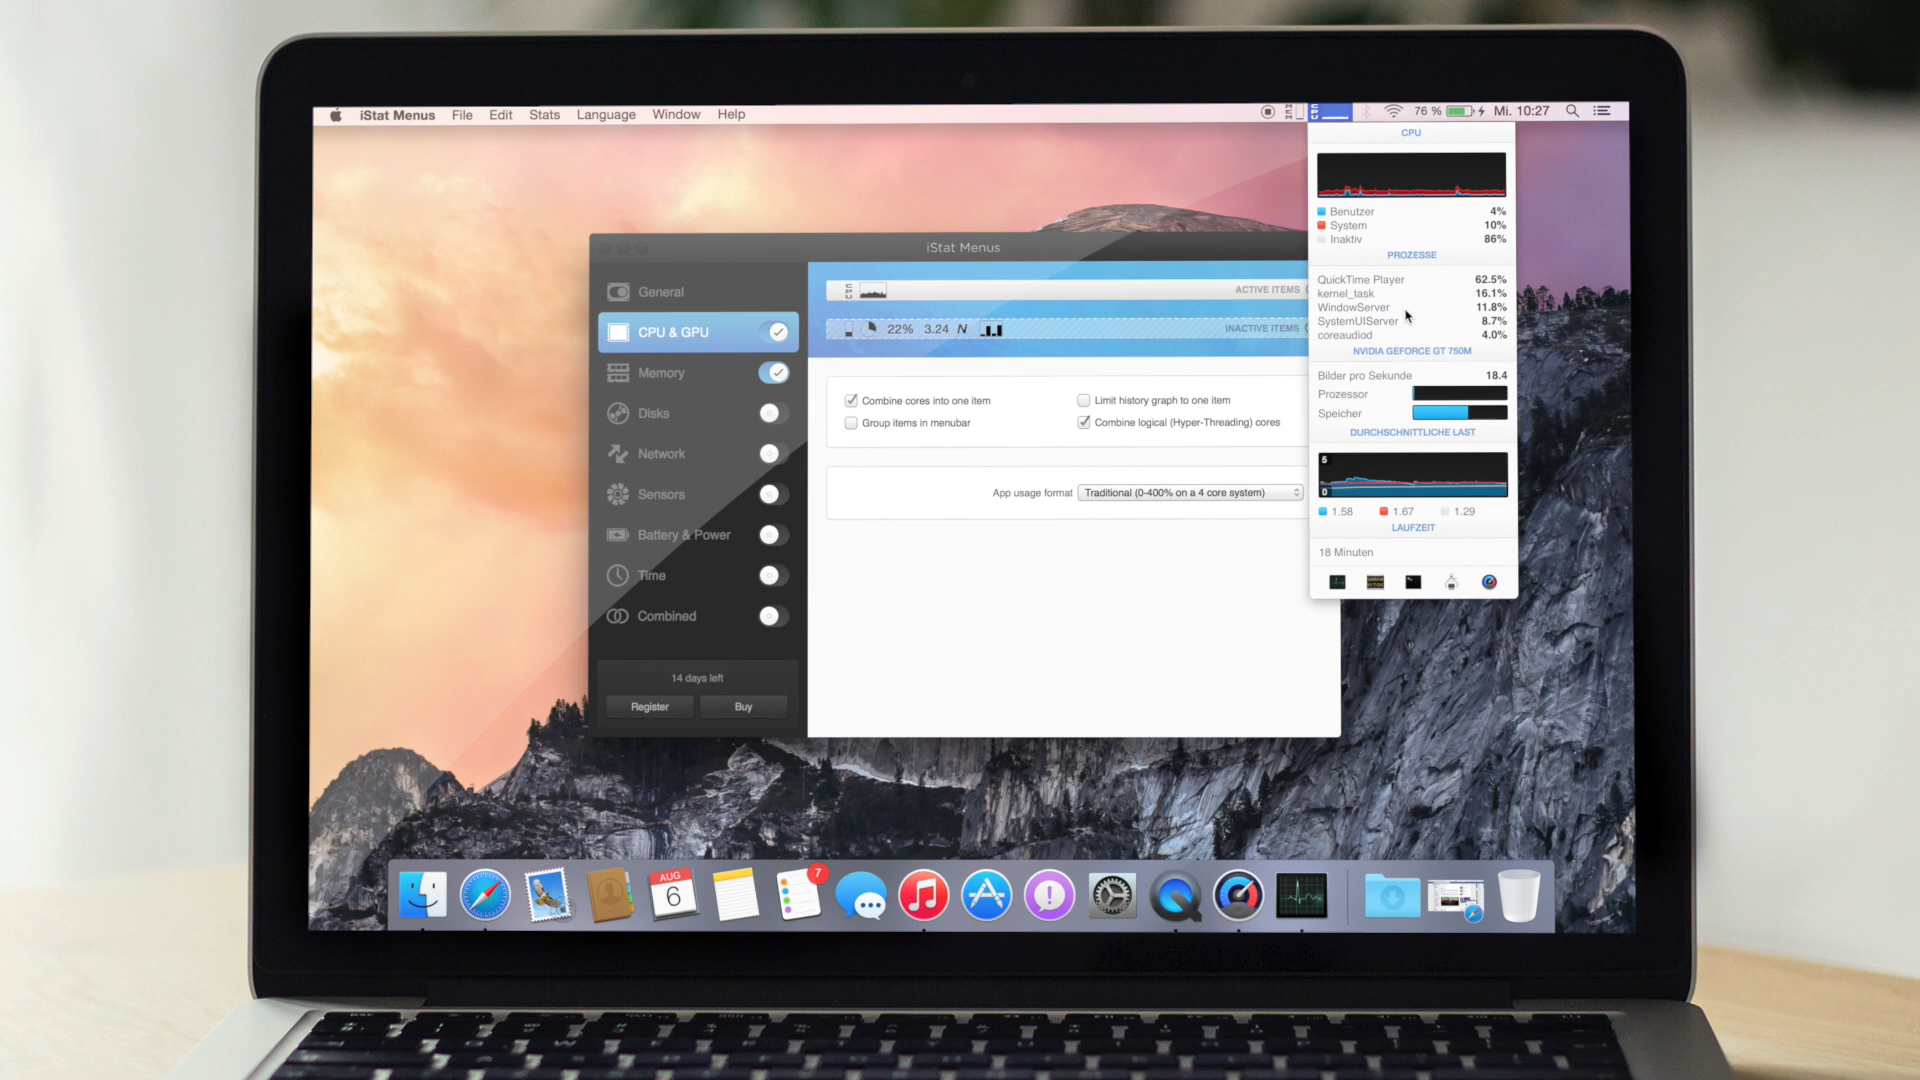 iStat Menus File Edit Stats Language Window Help
76 % Mi. 10:27
CPU
Benutzer 4%
System 10%
Inaktiv 86%
PROZESSE
QuickTime Player 62.5%
kernel_task 16.1%
WindowServer 11.8%
SystemUIServer 8.7%
coreaudiod 4.0%
NVIDIA GEFORCE GT 750M
Bilder pro Sekunde 18.4
Prozessor
Speicher
DURCHSCHNITTLICHE LAST
5
0
1.58 1.67 1.29
LAUFZEIT
18 Minuten
iStat Menus
General
CPU & GPU
Memory
Disks
Network
Sensors
Battery & Power
Time
Combined
14 days left
Register Buy
CPU
ACTIVE ITEMS
22% 3.24 N
INACTIVE ITEMS
Combine cores into one item
Limit history graph to one item
Group items in menubar
Combine logical (Hyper-Threading) cores
App usage format Traditional (0-400% on a 4 core system)
AUG
6
7